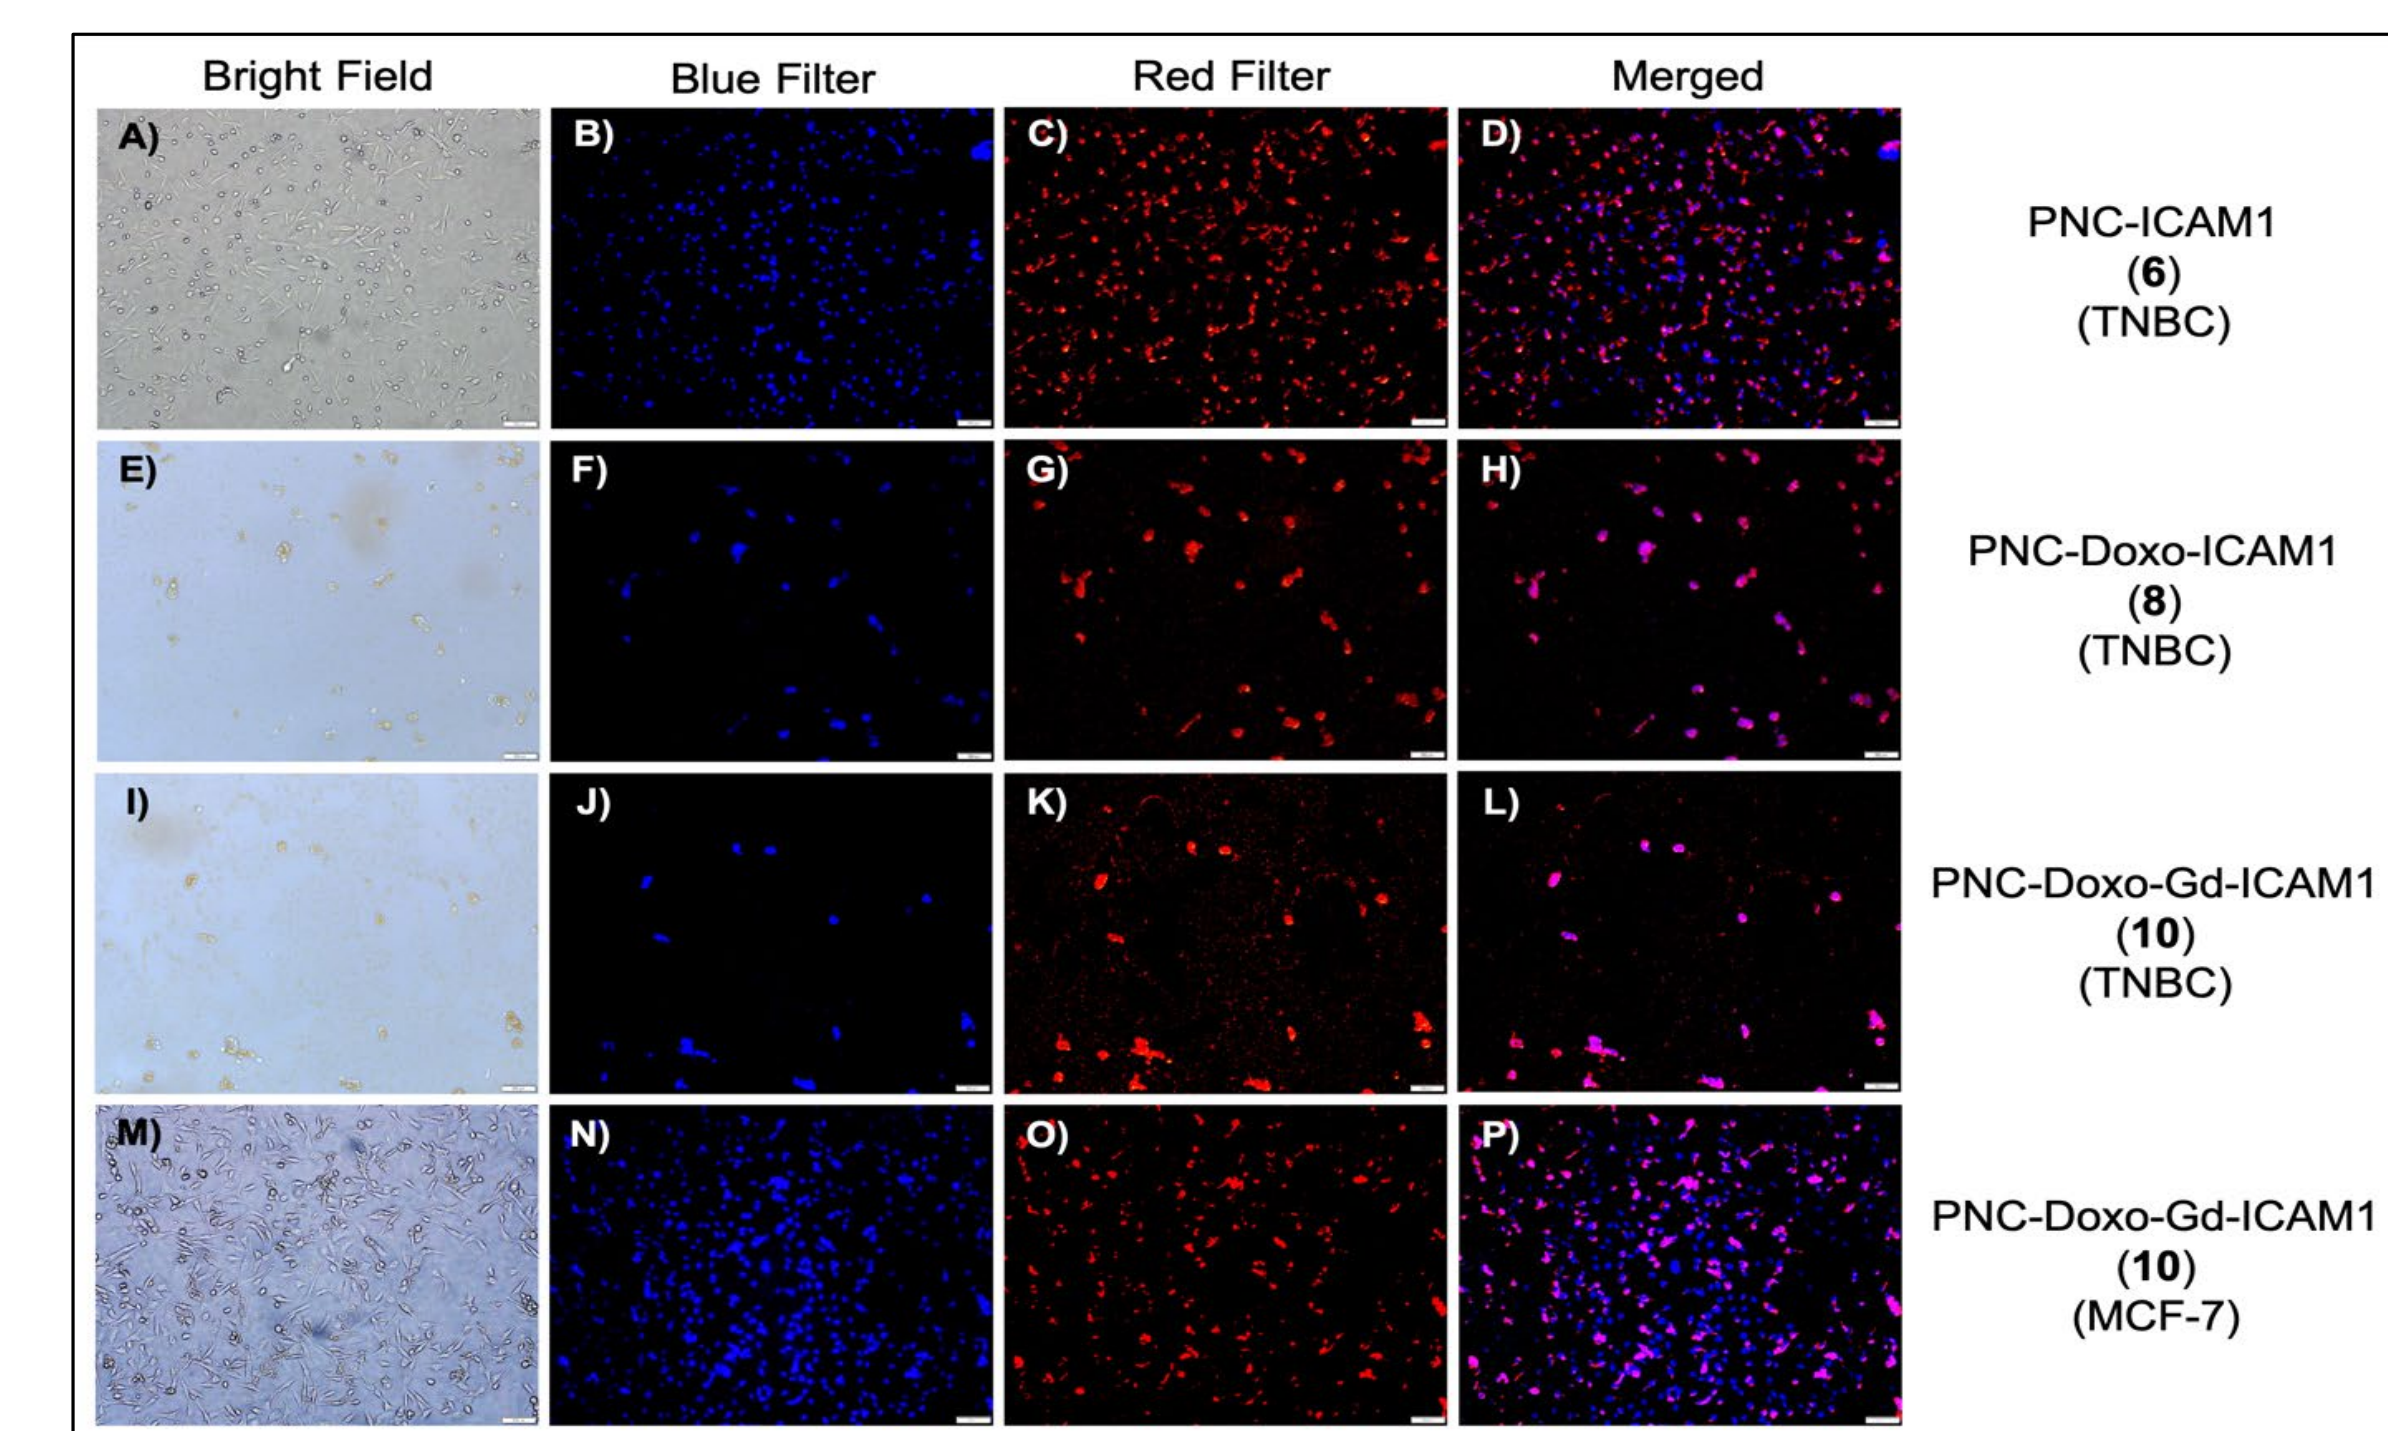 Bright Field
Blue Filter
Red Filter
Merged
A)
B)
C)
D)
PNC-ICAM1
(6)
(TNBC)
E)
F)
G)
H)
PNC-Doxo-ICAM1
(8)
(TNBC)
I)
J)
K)
L)
PNC-Doxo-Gd-ICAM1
(10)
(TNBC)
M)
N)
O)
P)
PNC-Doxo-Gd-ICAM1
(10)
(MCF-7)